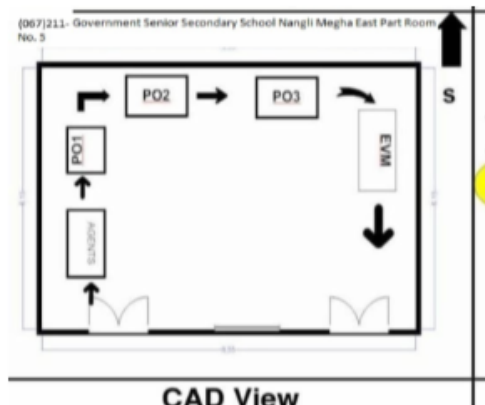 (067)211- Government Senior Secondary School Nangli Megha East Part Room
No. 5
S
PO2
PO3
PO1
EVM
AGENTS
CAD View